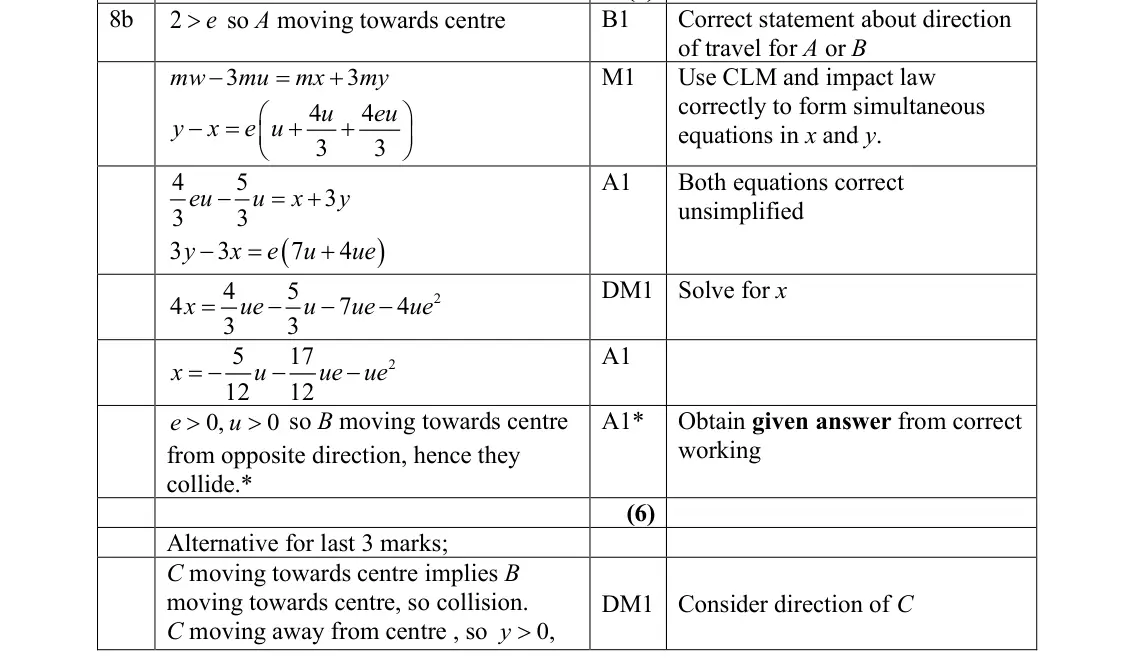 8b 2 > e so A moving towards centre B1 Correct statement about direction
of travel for A or B
mw − 3mu = mx + 3my M1 Use CLM and impact law
correctly to form simultaneous
equations in x and y.
y − x = e(u + 4u/3 + 4eu/3)
4/3 eu − 5/3 u = x + 3y A1 Both equations correct
unsimplified
3y − 3x = e(7u + 4ue)
4x = 4/3 ue − 5/3 u − 7ue − 4ue² DM1 Solve for x
x = − 5/12 u − 17/12 ue − ue² A1
e > 0, u > 0 so B moving towards centre A1* Obtain given answer from correct
from opposite direction, hence they working
collide.*
(6)
Alternative for last 3 marks;
C moving towards centre implies B
moving towards centre, so collision. DM1 Consider direction of C
C moving away from centre , so y > 0,